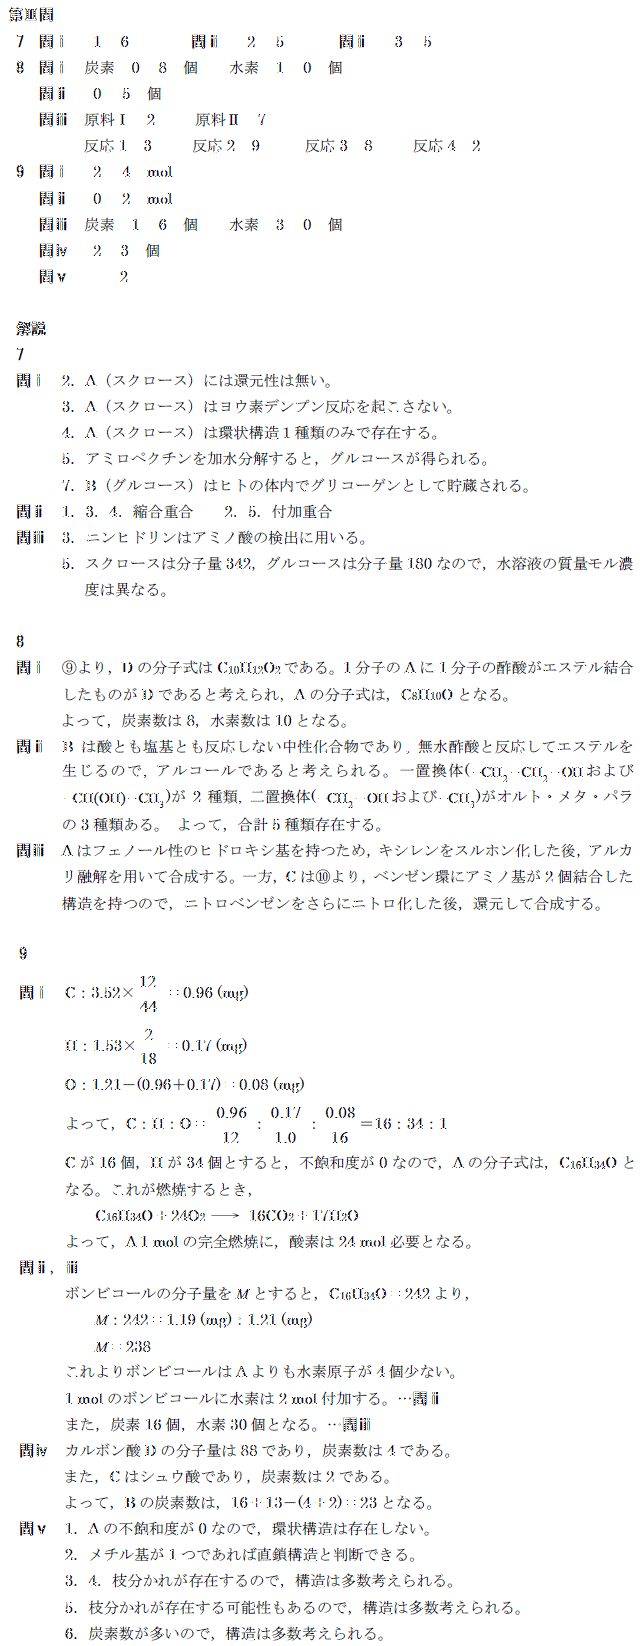 第Ⅲ問
7 問ⅰ 1 6 問ⅱ 2 5 問ⅲ 3 5
8 問ⅰ 炭素 0 8 個 水素 1 0 個
問ⅱ 0 5 個
問ⅲ 原料Ⅰ 2 原料Ⅱ 7
反応1 3 反応2 9 反応3 8 反応4 2
9 問ⅰ 2 4 mol
問ⅱ 0 2 mol
問ⅲ 炭素 1 6 個 水素 3 0 個
問ⅳ 2 3 個
問ⅴ 2
解説
7
問ⅰ 2．A（スクロース）には還元性は無い。
3．A（スクロース）はヨウ素デンプン反応を起こさない。
4．A（スクロース）は環状構造1種類のみで存在する。
5．アミロペクチンを加水分解すると，グルコースが得られる。
7．B（グルコース）はヒトの体内でグリコーゲンとして貯蔵される。
問ⅱ 1．3．4．縮合重合 2．5．付加重合
問ⅲ 3．ニンヒドリンはアミノ酸の検出に用いる。
5．スクロースは分子量342，グルコースは分子量180なので，水溶液の質量モル濃
度は異なる。
8
問ⅰ ⑨より，Dの分子式はC₁₀H₁₂O₂である。1分子のAに1分子の酢酸がエステル結合
したものがDであると考えられ，Aの分子式は，C₈H₁₀Oとなる。
よって，炭素数は8，水素数は10となる。
問ⅱ Bは酸とも塩基とも反応しない中性化合物であり，無水酢酸と反応してエステルを
生じるので，アルコールであると考えられる。一置換体(−CH₂−CH₂−OHおよび
−CH(OH)−CH₃)が2種類，二置換体(−CH₂−OHおよび−CH₃)がオルト・メタ・パラ
の3種類ある。 よって，合計5種類存在する。
問ⅲ Aはフェノール性のヒドロキシ基を持つため，キシレンをスルホン化した後，アルカ
リ融解を用いて合成する。一方，Cは⑩より，ベンゼン環にアミノ基が2個結合した
構造を持つので，ニトロベンゼンをさらにニトロ化した後，還元して合成する。
9
問ⅰ C：3.52×12/44＝0.96 (mg)
H：1.53×2/18＝0.17 (mg)
O：1.21−(0.96+0.17)＝0.08 (mg)
よって，C：H：O＝0.96/12：0.17/1.0：0.08/16＝16：34：1
Cが16個，Hが34個とすると，不飽和度が0なので，Aの分子式は，C₁₆H₃₄Oと
なる。これが燃焼するとき，
C₁₆H₃₄O＋24O₂ ⟶ 16CO₂＋17H₂O
よって，A 1 molの完全燃焼に，酸素は24 mol必要となる。
問ⅱ，ⅲ
ボンビコールの分子量をMとすると，C₁₆H₃₄O＝242より，
M：242＝1.19 (mg)：1.21 (mg)
M＝238
これよりボンビコールはAよりも水素原子が4個少ない。
1 molのボンビコールに水素は2 mol付加する。…問ⅱ
また，炭素16個，水素30個となる。…問ⅲ
問ⅳ カルボン酸Dの分子量は88であり，炭素数は4である。
また，Cはシュウ酸であり，炭素数は2である。
よって，Bの炭素数は，16＋13−(4＋2)＝23となる。
問ⅴ 1．Aの不飽和度が0なので，環状構造は存在しない。
2．メチル基が1つであれば直鎖構造と判断できる。
3．4．枝分かれが存在するので，構造は多数考えられる。
5．枝分かれが存在する可能性もあるので，構造は多数考えられる。
6．炭素数が多いので，構造は多数考えられる。